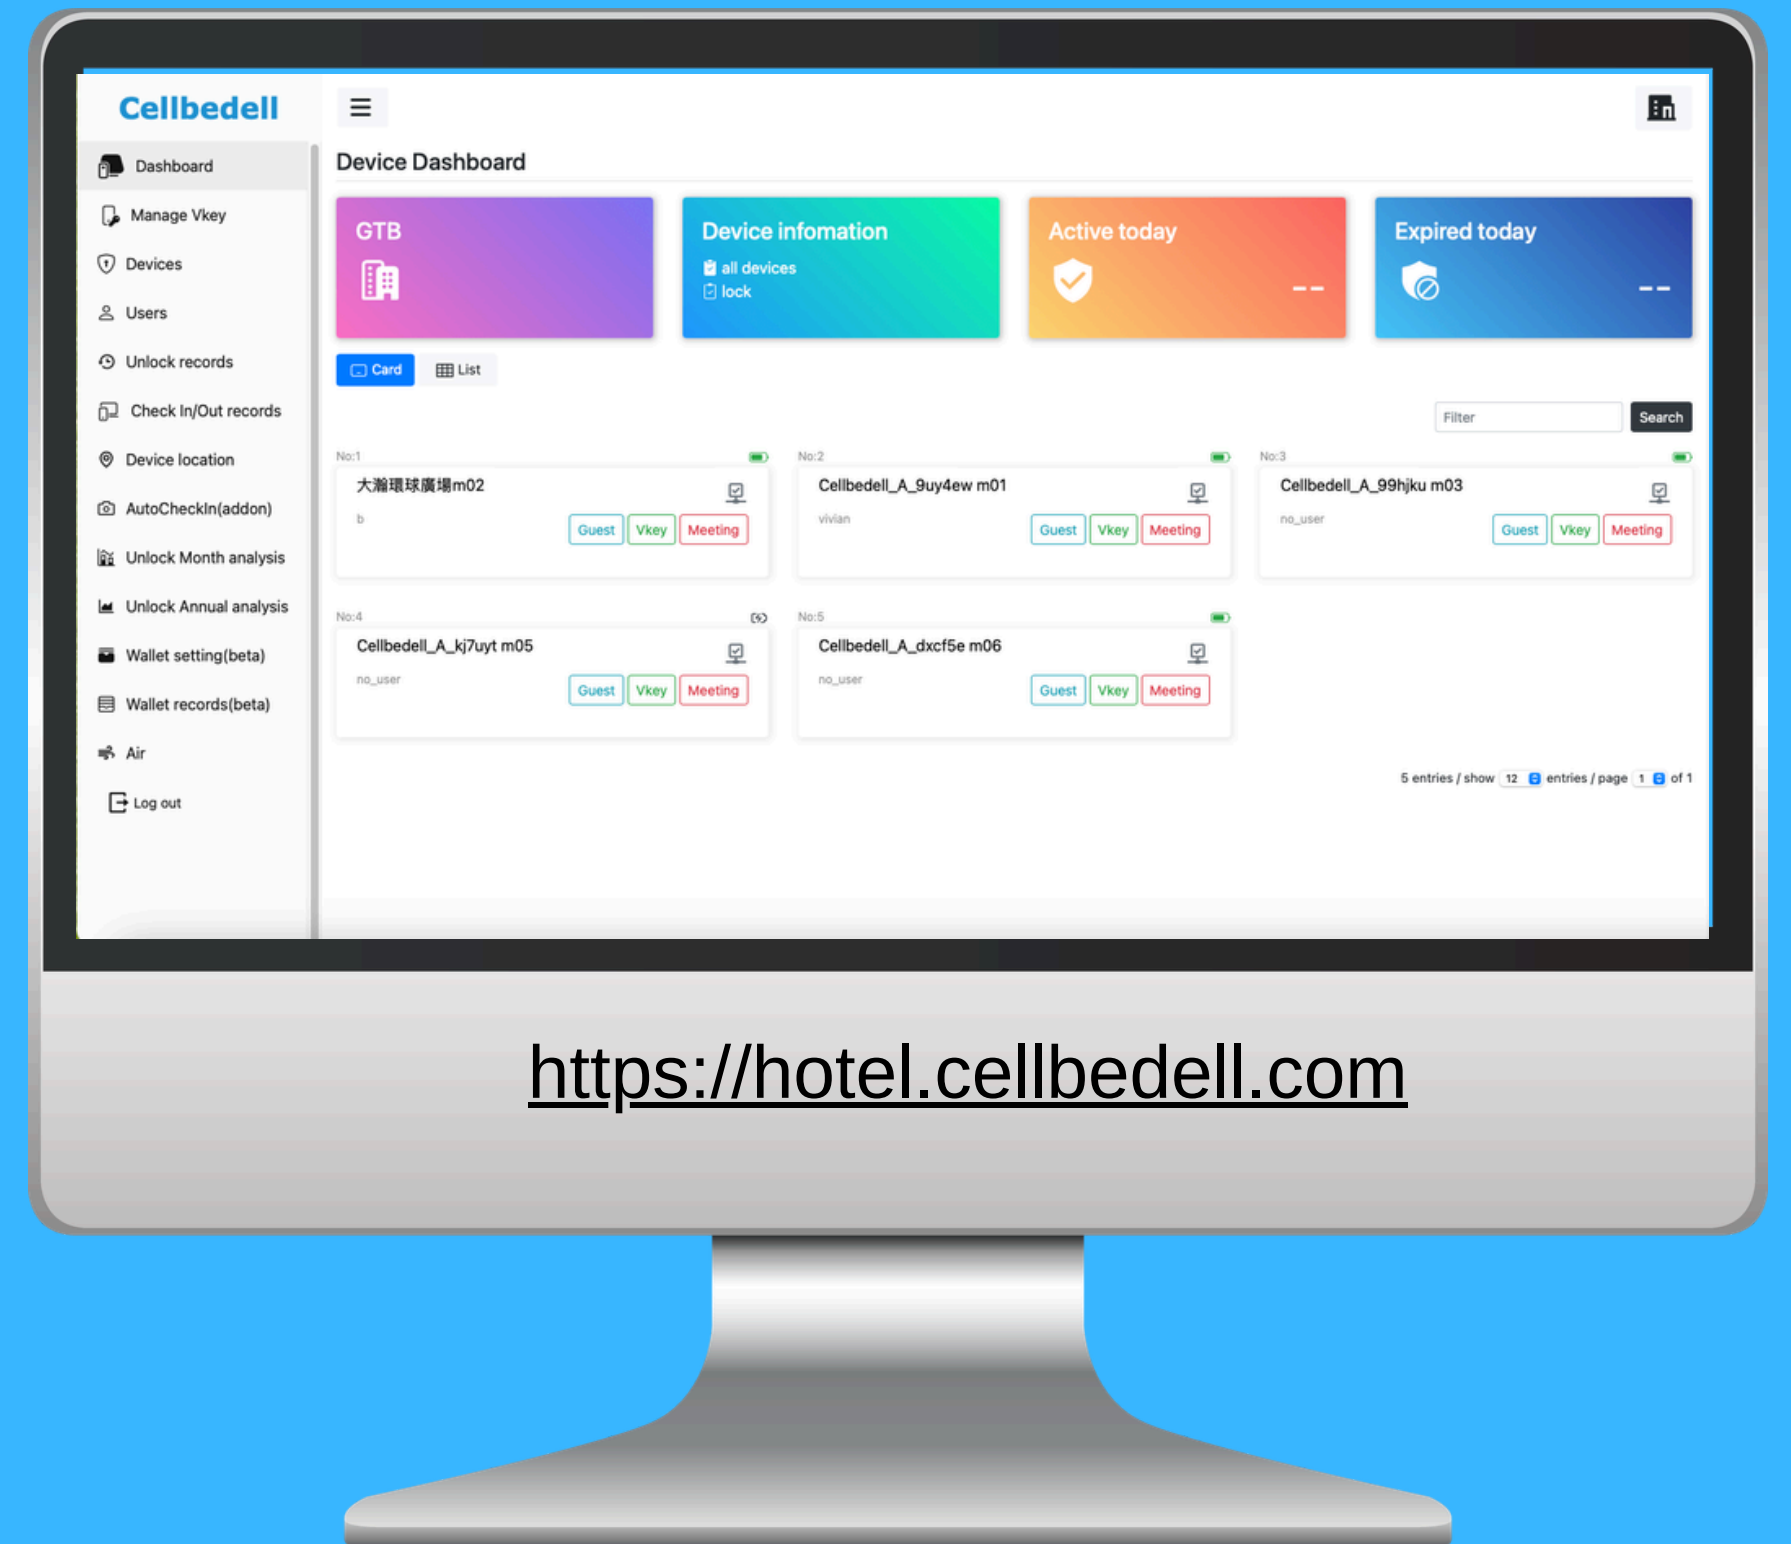 Cellbedell
Dashboard
Manage Vkey
Devices
Users
Unlock records
Check In/Out records
Device location
AutoCheckIn(addon)
Unlock Month analysis
Unlock Annual analysis
Wallet setting(beta)
Wallet records(beta)
Air
Log out
Device Dashboard
GTB
Device infomation
all devices
lock
Active today
--
Expired today
--
Card List
Filter Search
No:1
大瀚環球廣場m02
b
Guest Vkey Meeting
No:2
Cellbedell_A_9uy4ew m01
vivian
Guest Vkey Meeting
No:3
Cellbedell_A_99hjku m03
no_user
Guest Vkey Meeting
No:4
Cellbedell_A_kj7uyt m05
no_user
Guest Vkey Meeting
No:5
Cellbedell_A_dxcf5e m06
no_user
Guest Vkey Meeting
5 entries / show 12 entries / page 1 of 1
https://hotel.cellbedell.com